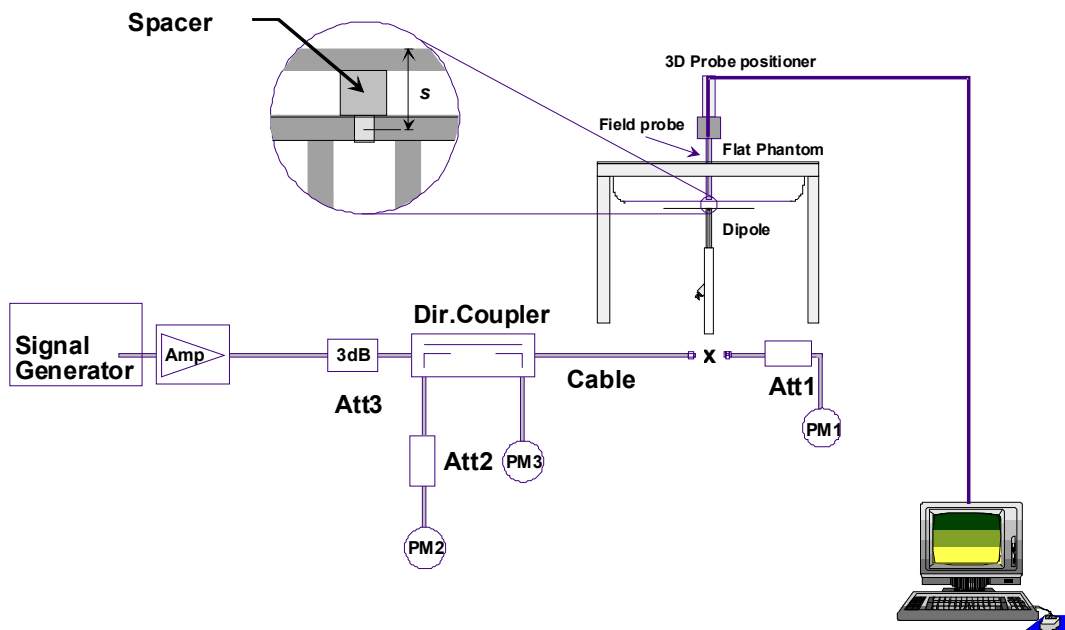 Spacer
s
3D Probe positioner
Field probe
Flat Phantom
Dipole
Dir.Coupler
Signal
Generator
Amp
3dB
Att3
Cable
x
Att1
PM1
Att2
PM3
PM2